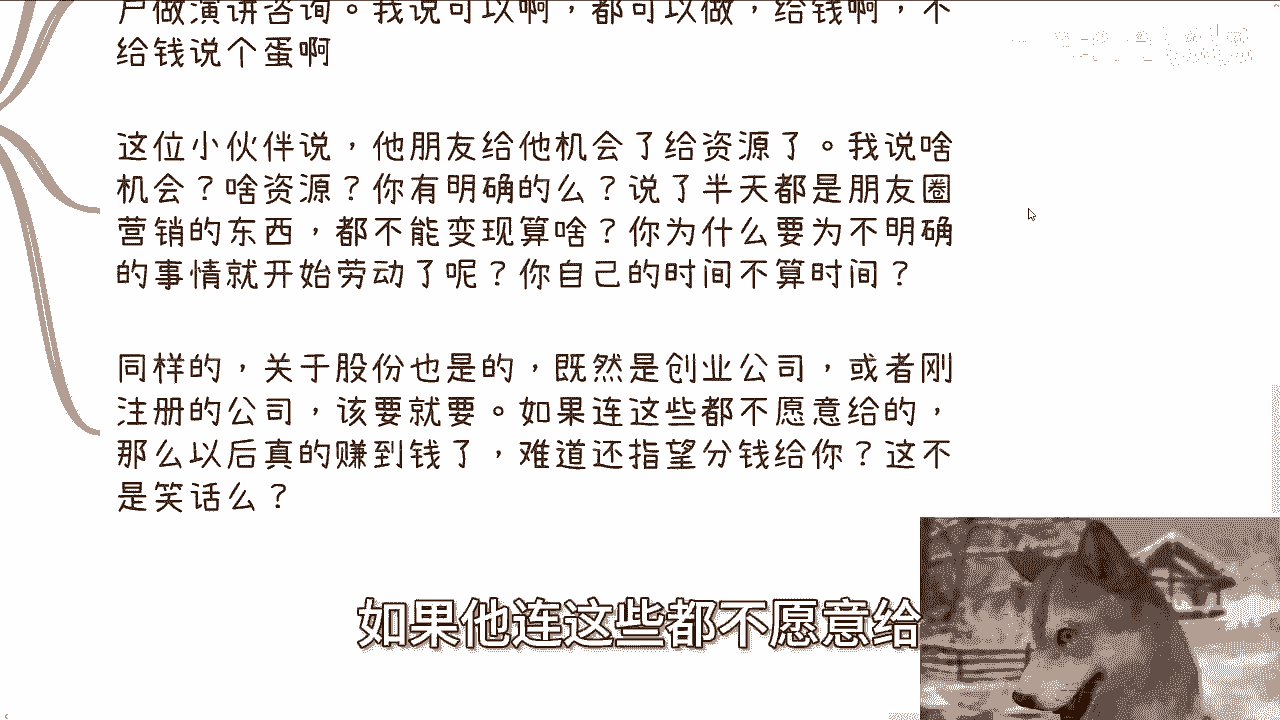 户做演讲咨询。我说可以啊，都可以做，给钱啊，不
给钱说个蛋啊
这位小伙伴说，他朋友给他机会了给资源了。我说啥
机会？啥资源？你有明确的么？说了半天都是朋友圈
营销的东西，都不能变现算啥？你为什么要为不明确
的事情就开始劳动了呢？你自己的时间不算时间？
同样的，关于股份也是的，既然是创业公司，或者刚
注册的公司，该要就要。如果连这些都不愿意给的，
那么以后真的赚到钱了，难道还指望分钱给你？这不
是笑话么？
如果他连这些都不愿意给